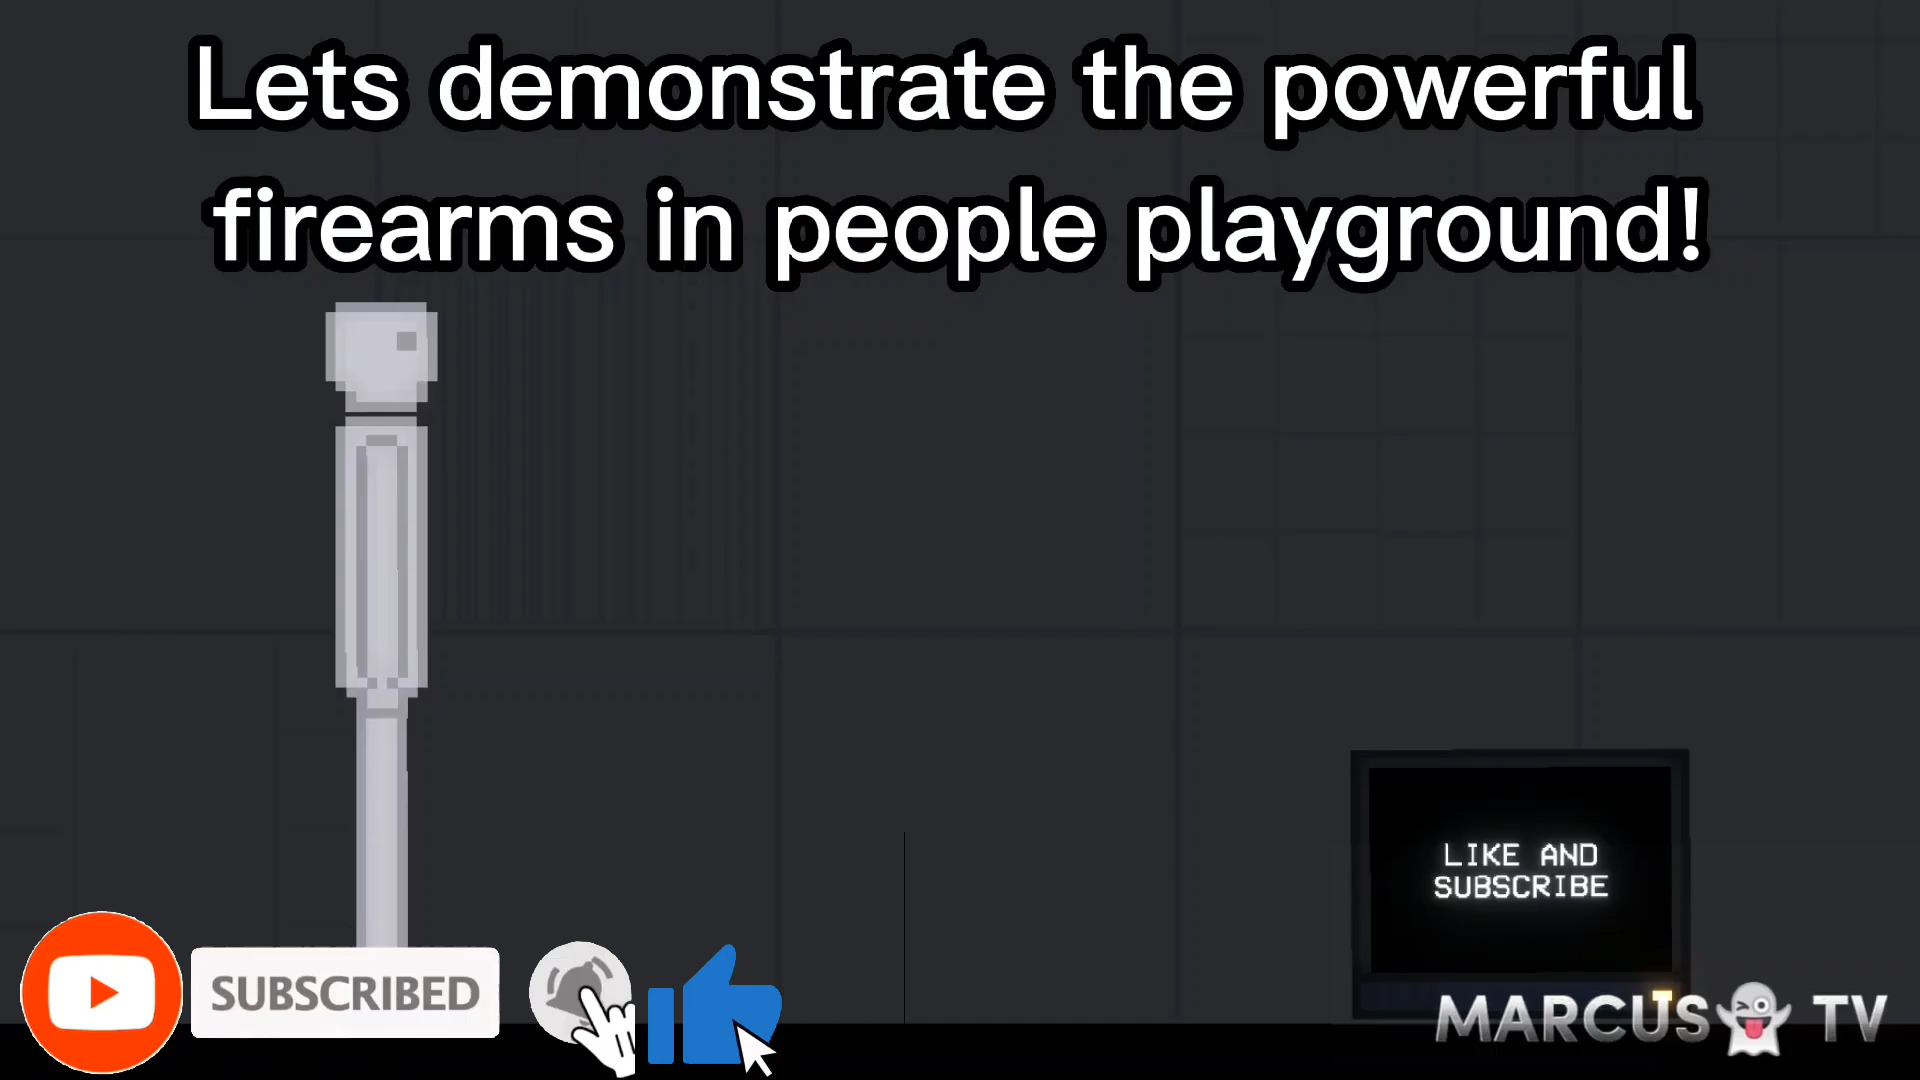 Lets demonstrate the powerful
firearms in people playground!
LIKE AND
SUBSCRIBE
SUBSCRIBED
MARCUS TV